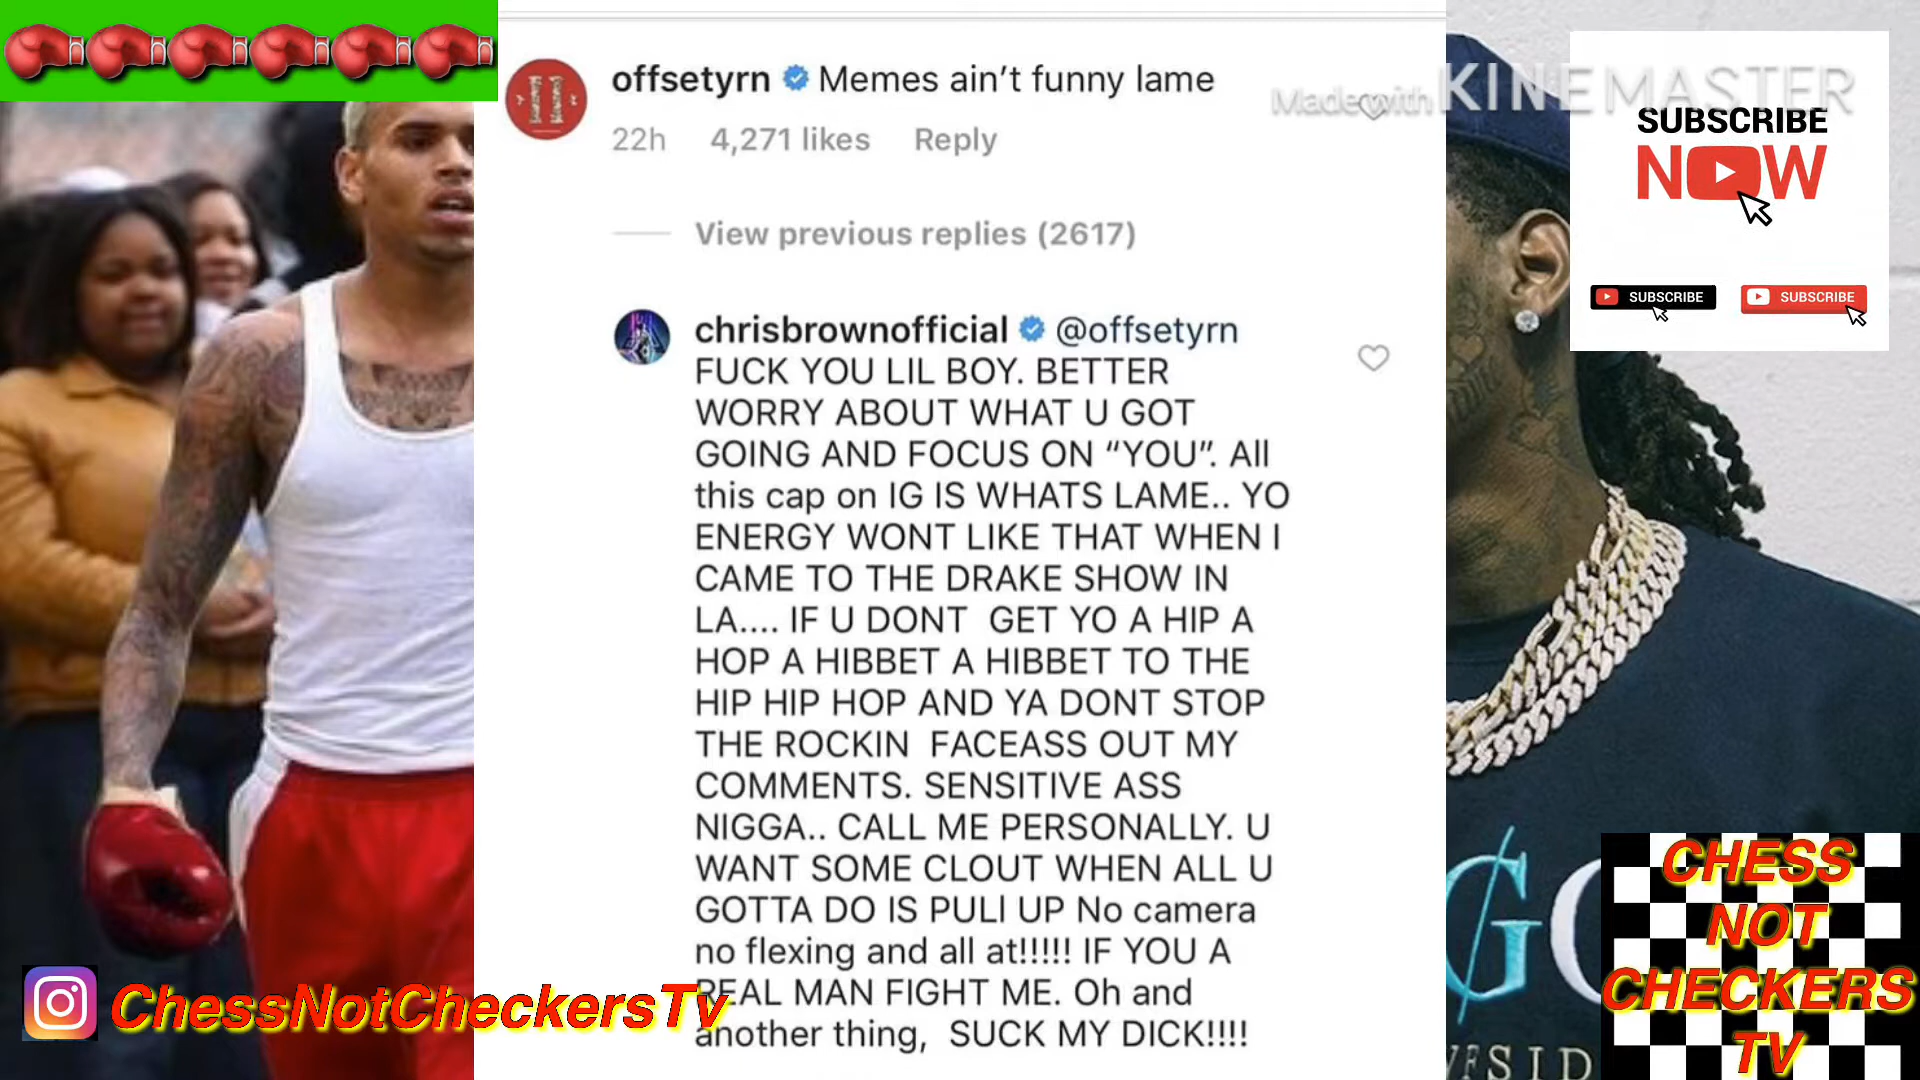 offsetyrn Memes ain't funny lame
22h 4,271 likes Reply
View previous replies (2617)
chrisbrownofficial @offsetyrn
FUCK YOU LIL BOY. BETTER
WORRY ABOUT WHAT U GOT
GOING AND FOCUS ON “YOU”. All
this cap on IG IS WHATS LAME.. YO
ENERGY WONT LIKE THAT WHEN I
CAME TO THE DRAKE SHOW IN
LA.... IF U DONT GET YO A HIP A
HOP A HIBBET A HIBBET TO THE
HIP HIP HOP AND YA DONT STOP
THE ROCKIN FACEASS OUT MY
COMMENTS. SENSITIVE ASS
NIGGA.. CALL ME PERSONALLY. U
WANT SOME CLOUT WHEN ALL U
GOTTA DO IS PULl UP No camera
no flexing and all at!!!!! IF YOU A
REAL MAN FIGHT ME. Oh and
another thing, SUCK MY DICK!!!!
Made with KINEMASTER
SUBSCRIBE
NOW
SUBSCRIBE SUBSCRIBE
ChessNotCheckersTv
CHESS
NOT
CHECKERS
TV